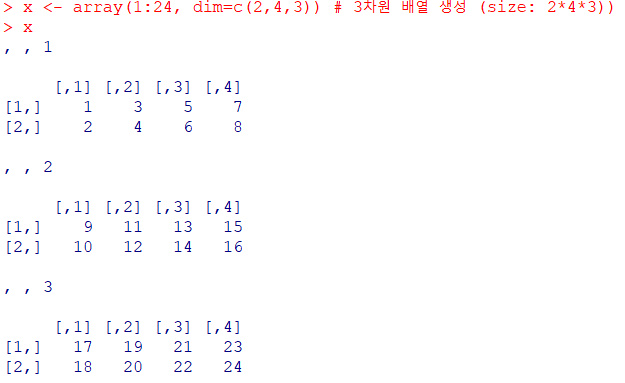 > x <- array(1:24, dim=c(2,4,3)) # 3차원 배열 생성 (size: 2*4*3))
> x
, , 1
[,1] [,2] [,3] [,4]
[1,] 1 3 5 7
[2,] 2 4 6 8
, , 2
[,1] [,2] [,3] [,4]
[1,] 9 11 13 15
[2,] 10 12 14 16
, , 3
[,1] [,2] [,3] [,4]
[1,] 17 19 21 23
[2,] 18 20 22 24